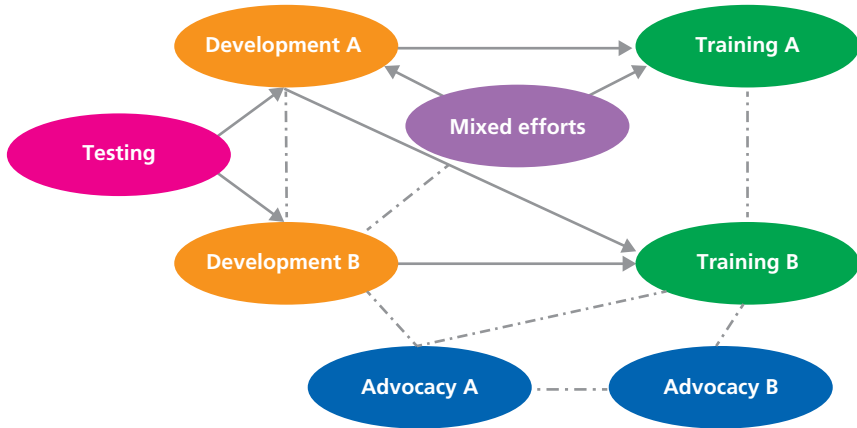 Development A
Training A
Mixed efforts
Testing
Development B
Training B
Advocacy A
Advocacy B